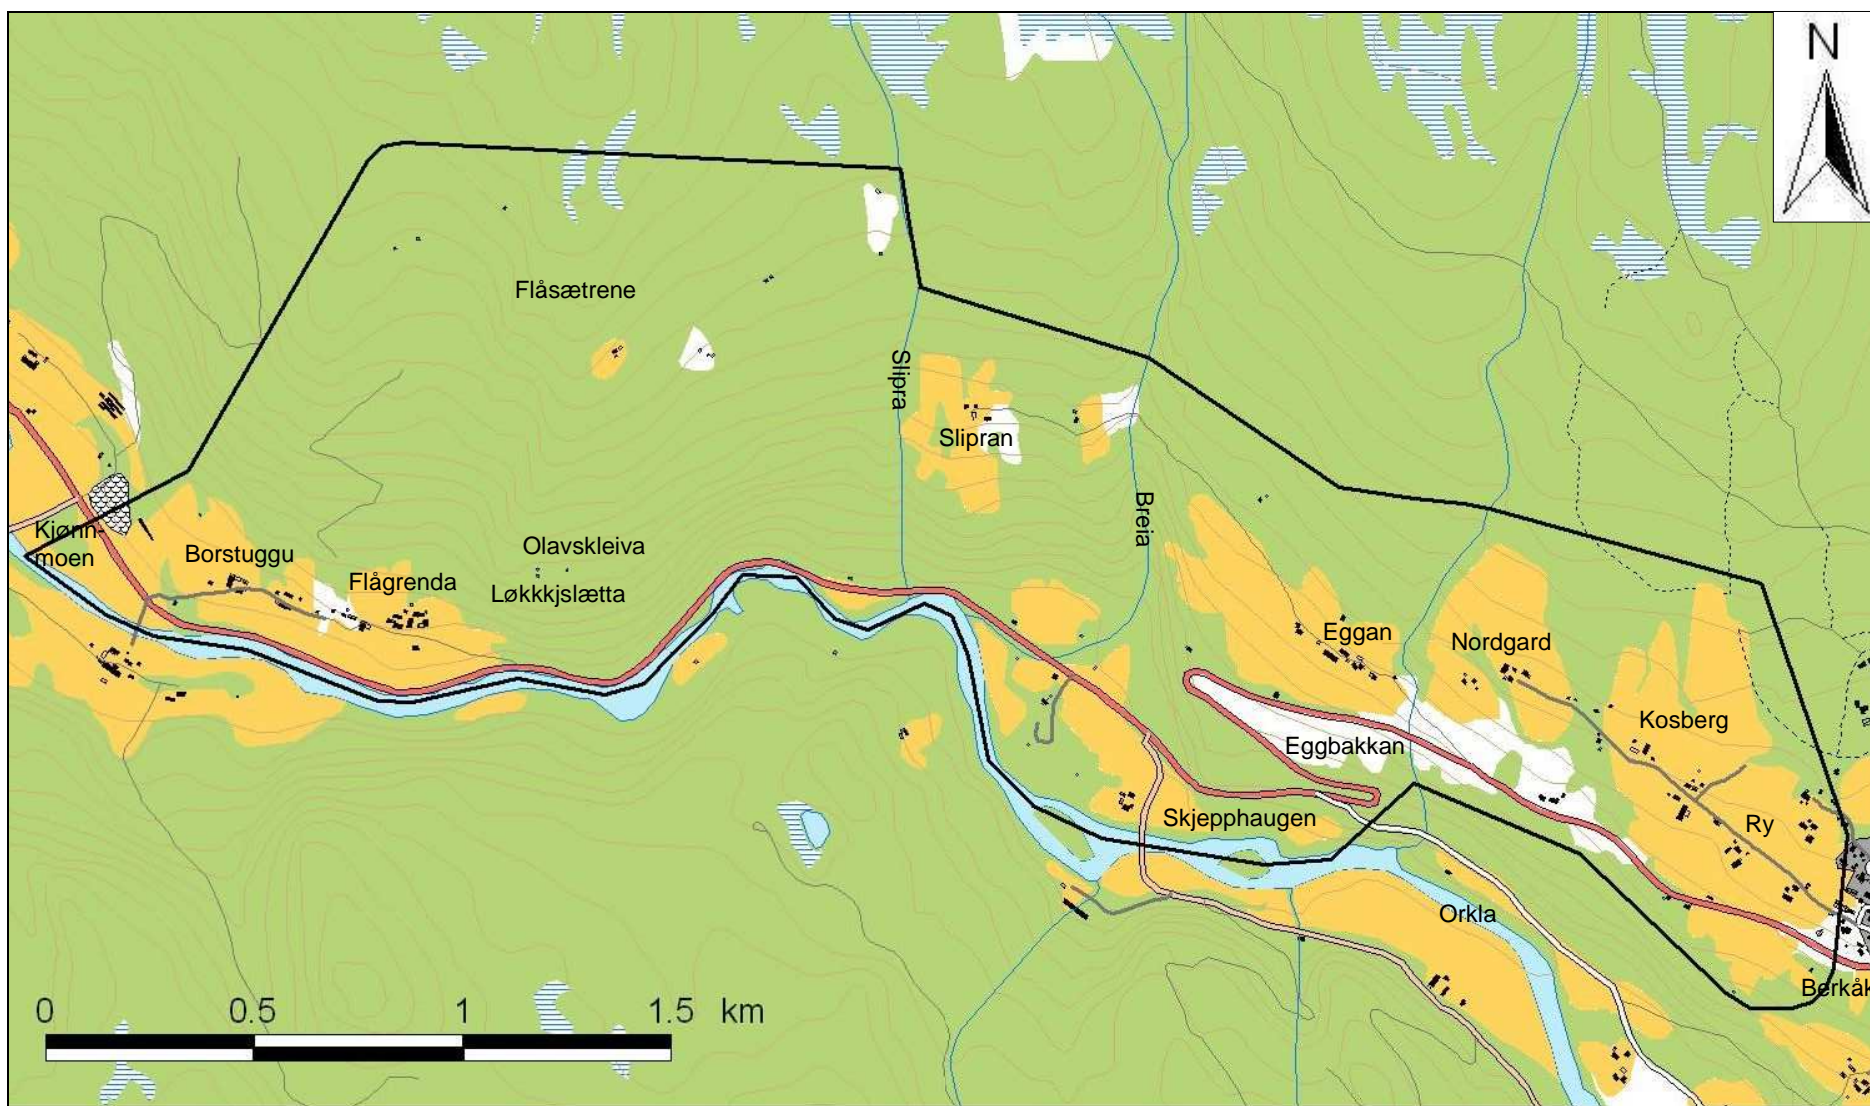 N
Flåsætrene
Slipra
Slipran
Breia
Kjønn-
moen
Borstuggu
Flågrenda
Olavskleiva
Løkkkjslætta
Eggan
Nordgard
Kosberg
Eggbakkan
Skjepphaugen
Ry
Orkla
Berkåk
0 0.5 1 1.5 km